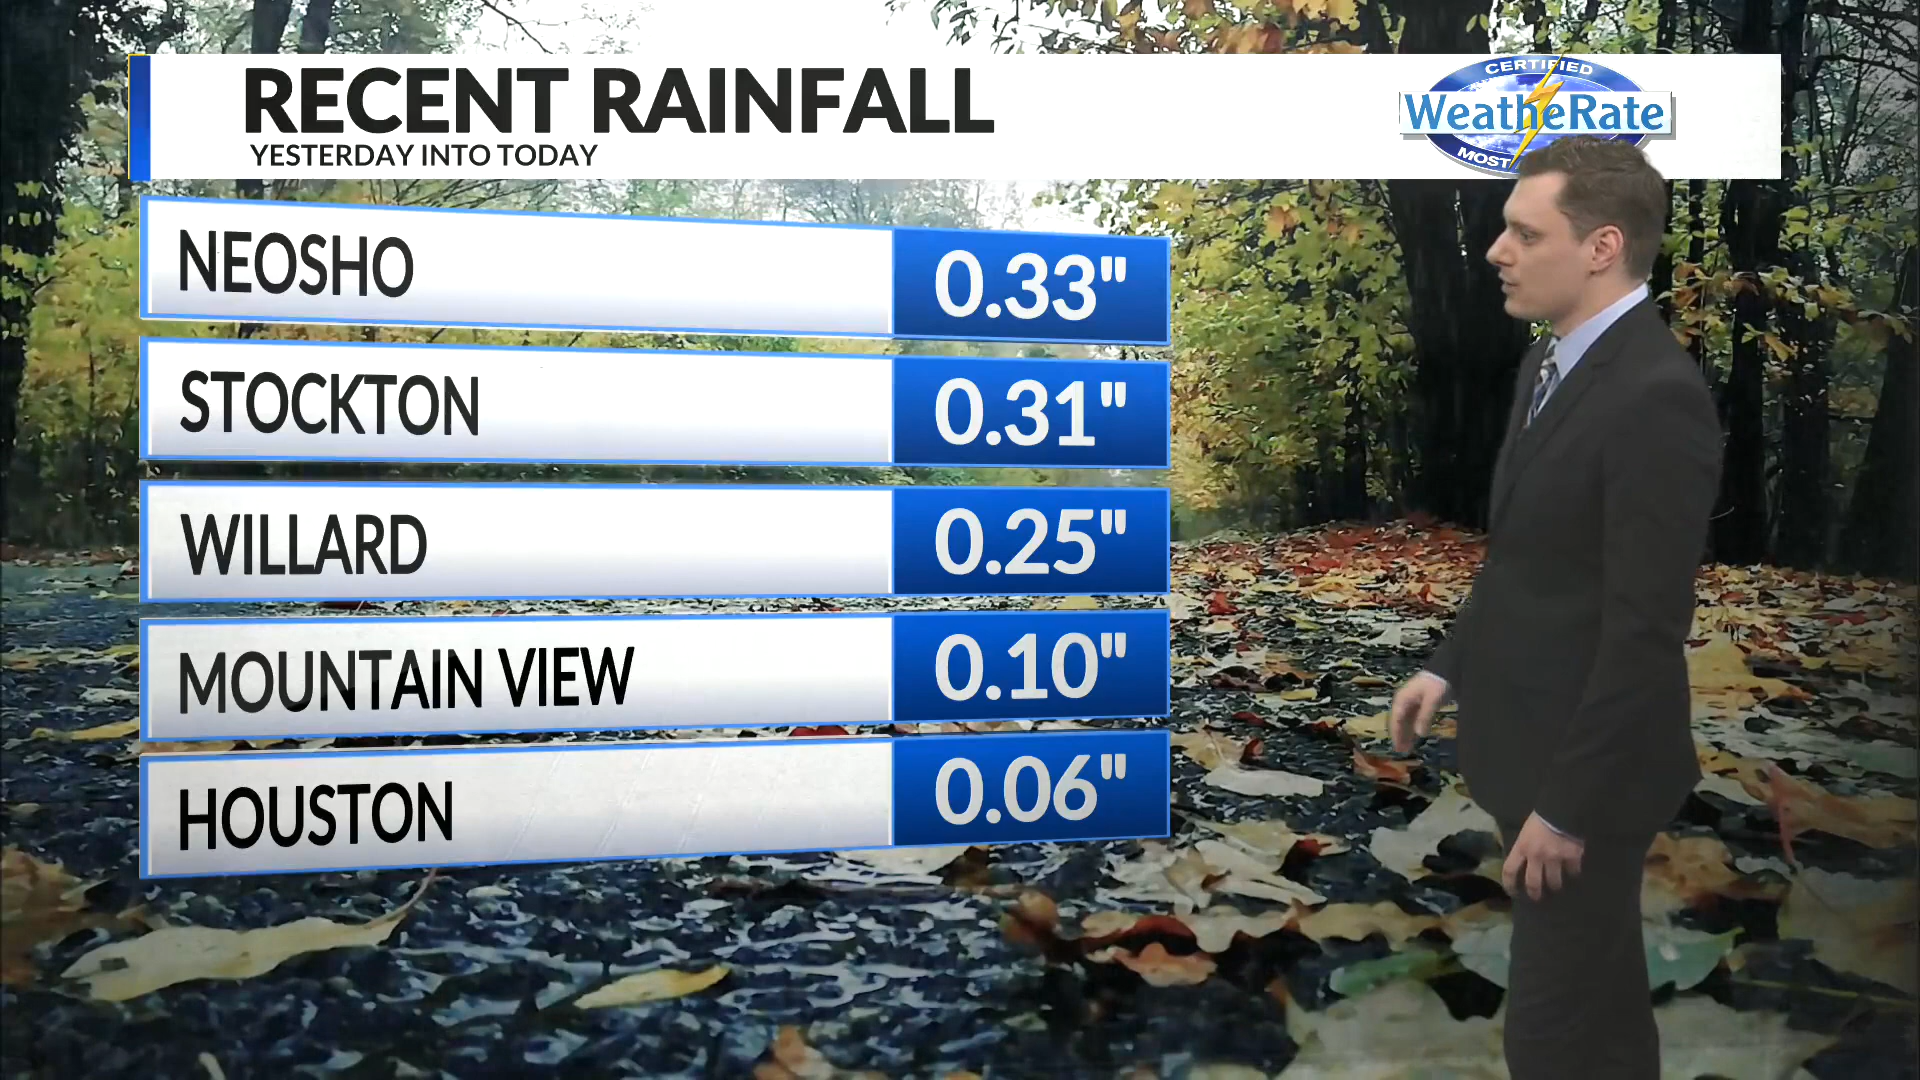 RECENT RAINFALL
YESTERDAY INTO TODAY
CERTIFIED
WeatheRate
MOST
NEOSHO 0.33"
STOCKTON 0.31"
WILLARD 0.25"
MOUNTAIN VIEW 0.10"
HOUSTON 0.06"